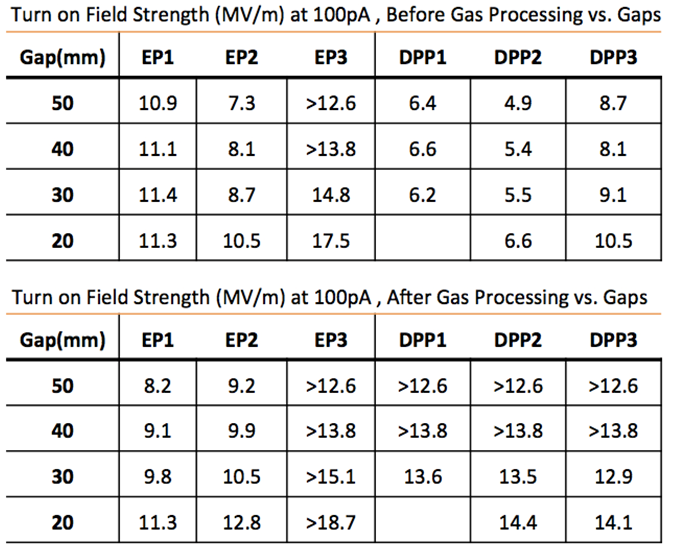 Turn on Field Strength (MV/m) at 100pA , Before Gas Processing vs. Gaps
Gap(mm) EP1 EP2 EP3 DPP1 DPP2 DPP3
50 10.9 7.3 >12.6 6.4 4.9 8.7
40 11.1 8.1 >13.8 6.6 5.4 8.1
30 11.4 8.7 14.8 6.2 5.5 9.1
20 11.3 10.5 17.5 6.6 10.5
Turn on Field Strength (MV/m) at 100pA , After Gas Processing vs. Gaps
Gap(mm) EP1 EP2 EP3 DPP1 DPP2 DPP3
50 8.2 9.2 >12.6 >12.6 >12.6 >12.6
40 9.1 9.9 >13.8 >13.8 >13.8 >13.8
30 9.8 10.5 >15.1 13.6 13.5 12.9
20 11.3 12.8 >18.7 14.4 14.1